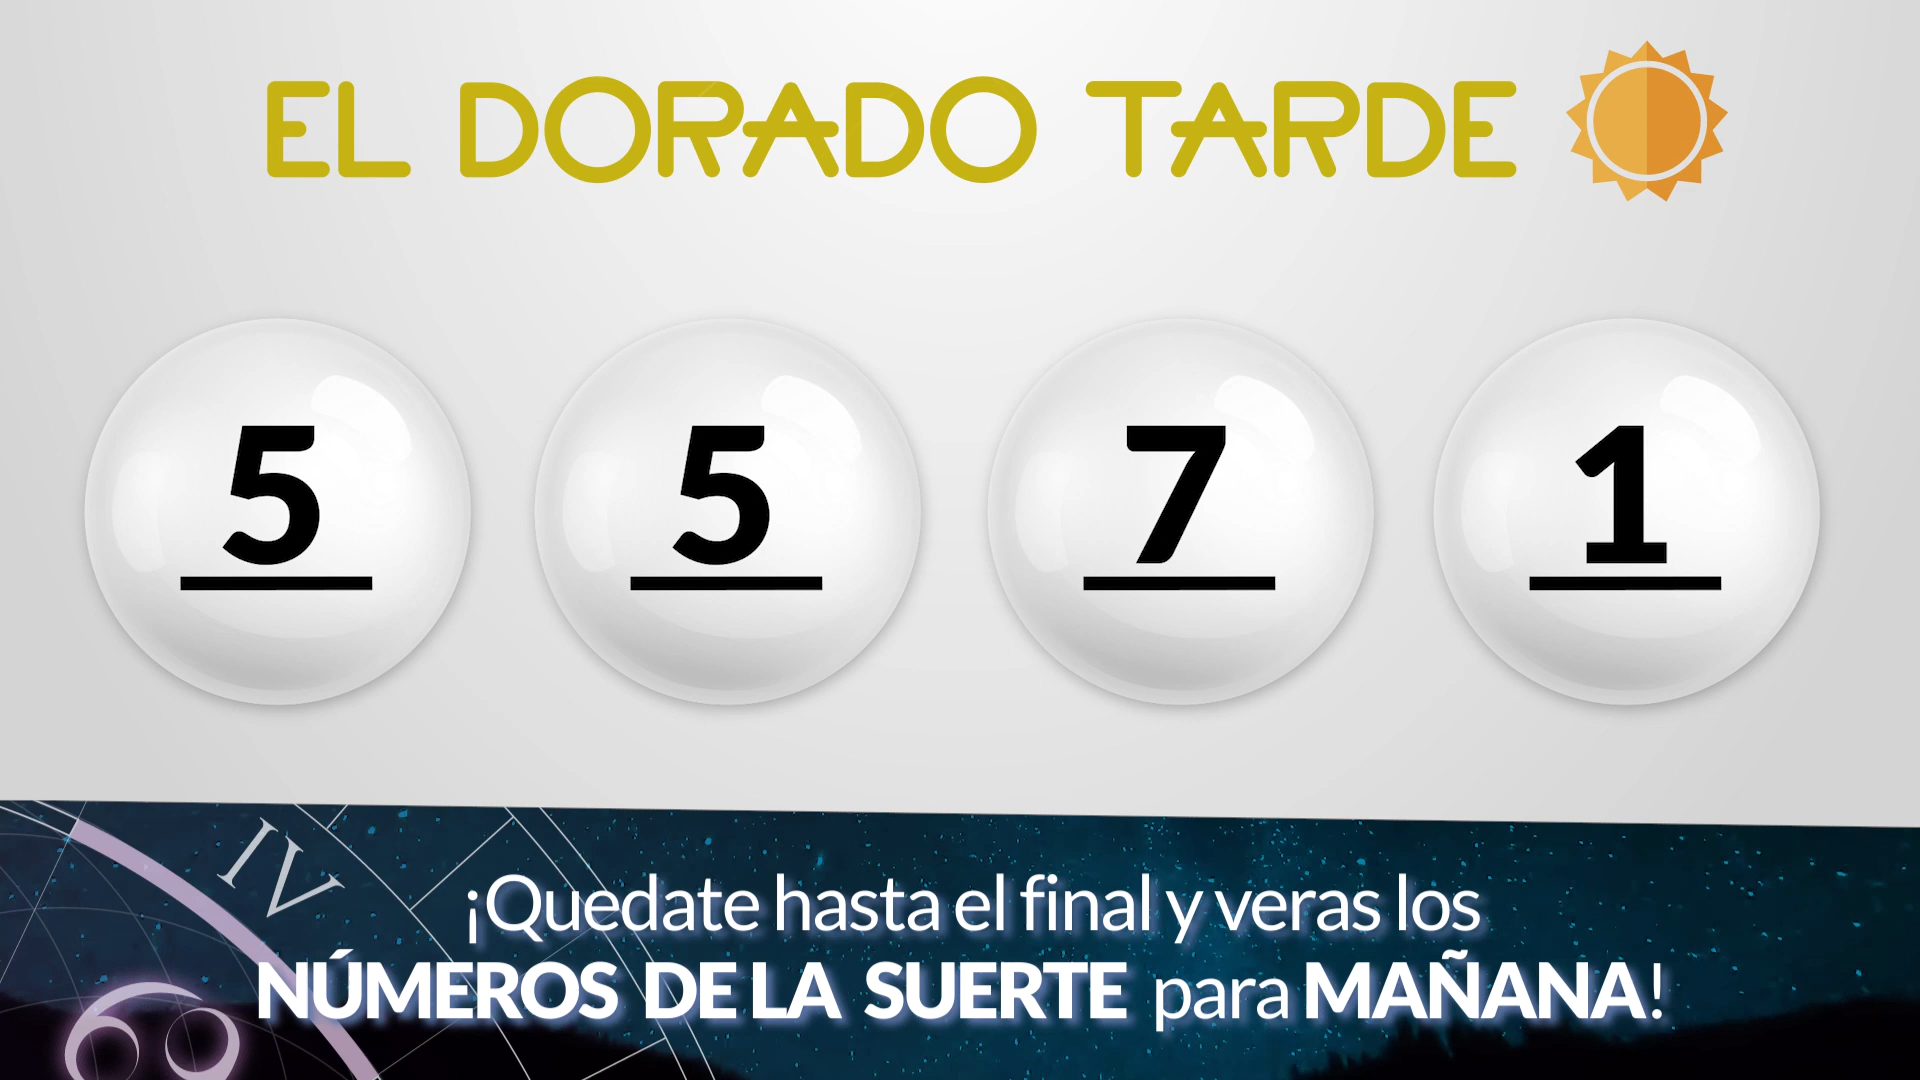 EL DORADO TARDE
5 5 7 1
IV
¡Quedate hasta el final y veras los
NÚMEROS DE LA SUERTE para MAÑANA!